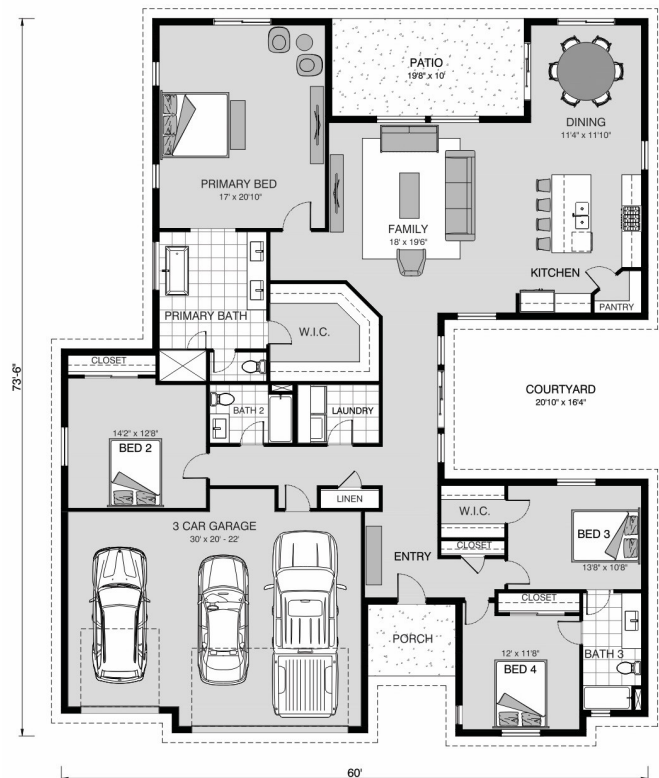 PATIO
19'8" x 10'
DINING
11'4" x 11'10"
PRIMARY BED
17' x 20'10"
FAMILY
18' x 19'6"
KITCHEN
PANTRY
PRIMARY BATH
W.I.C.
CLOSET
73'-6"
COURTYARD
20'10" x 16'4"
BATH 2
LAUNDRY
14'2" x 12'8"
BED 2
LINEN
W.I.C.
3 CAR GARAGE
30' x 20' - 22'
BED 3
ENTRY
CLOSET
13'8" x 10'8"
CLOSET
PORCH
12' x 11'8"
BED 4
BATH 3
60'